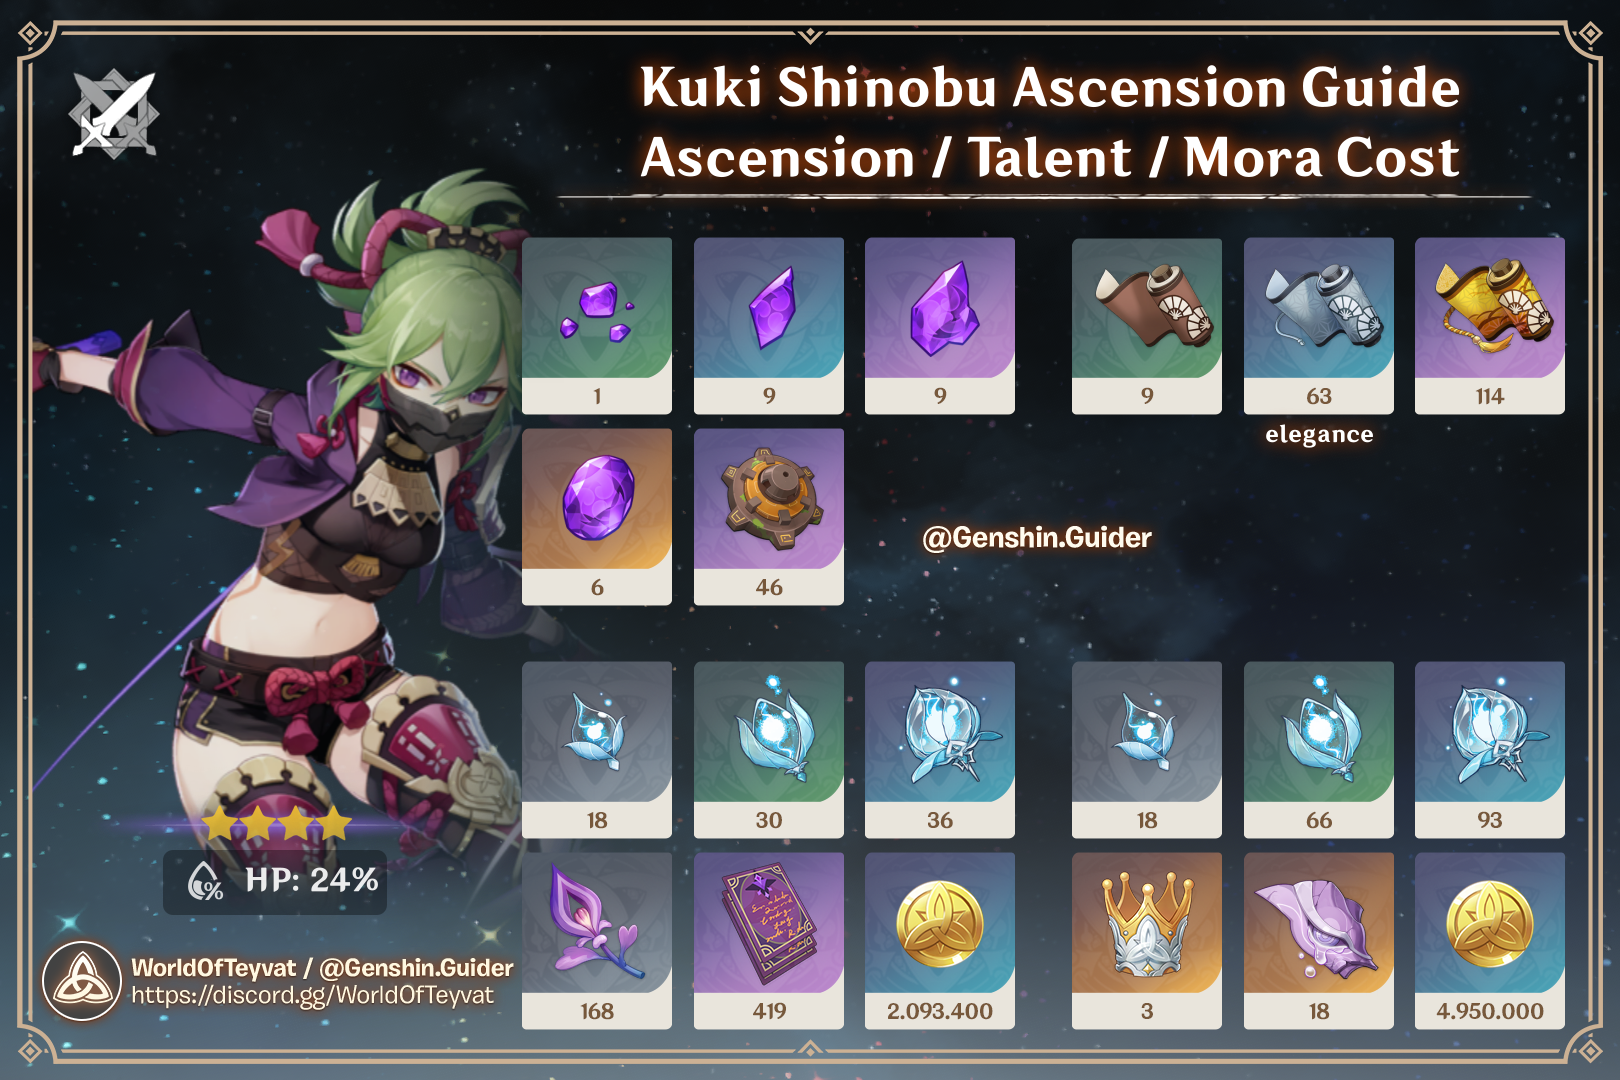 Kuki Shinobu Ascension Guide
Ascension / Talent / Mora Cost
1
9
9
9
63
114
elegance
6
46
@Genshin.Guider
18
30
36
18
66
93
HP: 24%
168
419
2.093.400
3
18
4.950.000
WorldOfTeyvat / @Genshin.Guider
https://discord.gg/WorldOfTeyvat